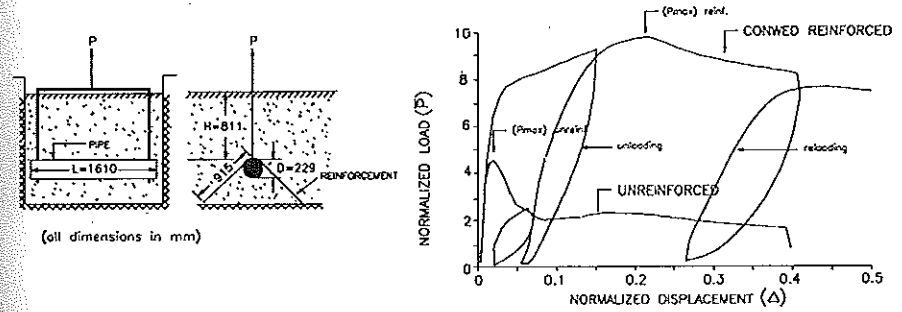 P
P
H=811
PIPE
L=1610
915
D=229
REINFORCEMENT
(all dimensions in mm)
(Pmax) reinf.
CONWED REINFORCED
(Pmax) unreinf.
unloading
reloading
UNREINFORCED
NORMALIZED LOAD (P̅)
10
8
6
4
2
0
0
0.1
0.2
0.3
0.4
0.5
NORMALIZED DISPLACEMENT (Δ)